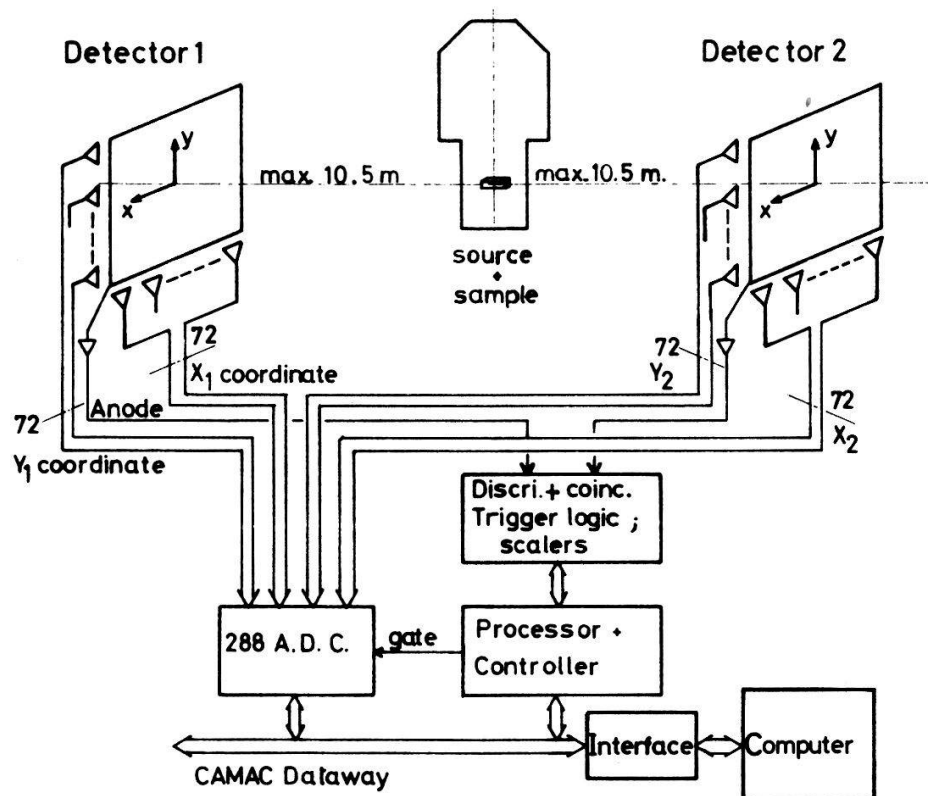 Detector 1
Detector 2
y
x
max. 10.5 m
max. 10.5 m.
y
x
source
+
sample
72
X₁ coordinate
72
Y₂
72
Anode
72
X₂
Y₁ coordinate
Discri. + coinc.
Trigger logic ;
scalers
288 A. D. C.
gate
Processor +
Controller
Interface
Computer
CAMAC Dataway